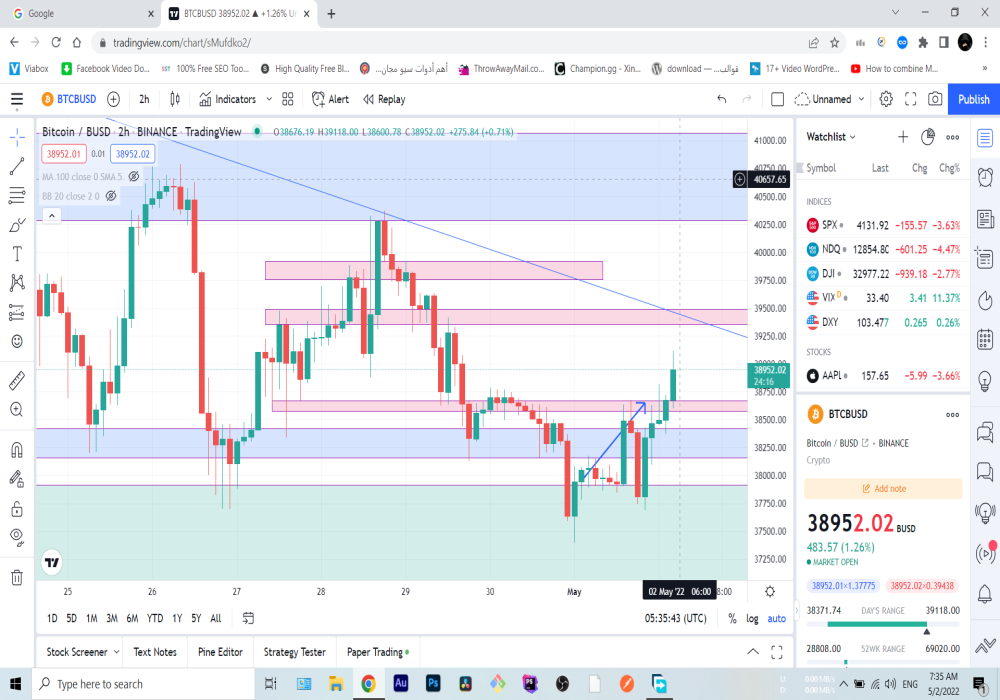 Google
BTCBUSD 38952.02 ▲ +1.26% Un
tradingview.com/chart/sMufdko2/
Viabox
Facebook Video Do...
100% Free SEO Too...
High Quality Free Bl...
أهم أدوات سيو مجان...
ThrowAwayMail.co...
Champion.gg - Xin...
download — قوالب...
17+ Video WordPre...
How to combine M...
BTCBUSD
2h
Indicators
Alert
Replay
Unnamed
Publish
Bitcoin / BUSD · 2h · BINANCE · TradingView
O38676.19 H39118.00 L38600.78 C38952.02 +275.84 (+0.71%)
38952.01 0.01 38952.02
MA 100 close 0 SMA 5
BB 20 close 2 0
41000.00
40750.00
40657.65
40500.00
40250.00
40000.00
39750.00
39500.00
39250.00
39000.00
38952.02
24:16
38500.00
38250.00
38000.00
37750.00
37500.00
37250.00
25 26 27 28 29 30 May 02 May '22 06:00 8:00
1D 5D 1M 3M 6M YTD 1Y 5Y All
05:35:43 (UTC) % log auto
Stock Screener Text Notes Pine Editor Strategy Tester Paper Trading
Watchlist
Symbol Last Chg Chg%
INDICES
SPX 4131.92 −155.57 −3.63%
NDQ 12854.80 −601.25 −4.47%
DJI 32977.22 −939.18 −2.77%
VIX D 33.40 3.41 11.37%
DXY 103.477 0.265 0.26%
STOCKS
AAPL 157.65 −5.99 −3.66%
BTCBUSD
Bitcoin / BUSD · BINANCE
Crypto
Add note
38952.02 BUSD
483.57 (1.26%)
MARKET OPEN
38952.01×1.37775 38952.02×0.39438
38371.74 DAY'S RANGE 39118.00
28808.00 52WK RANGE 69020.00
Type here to search
Au
Ps
U: 0.00 MB/s
D: 0.00 MB/s
ENG
7:35 AM
5/2/2022